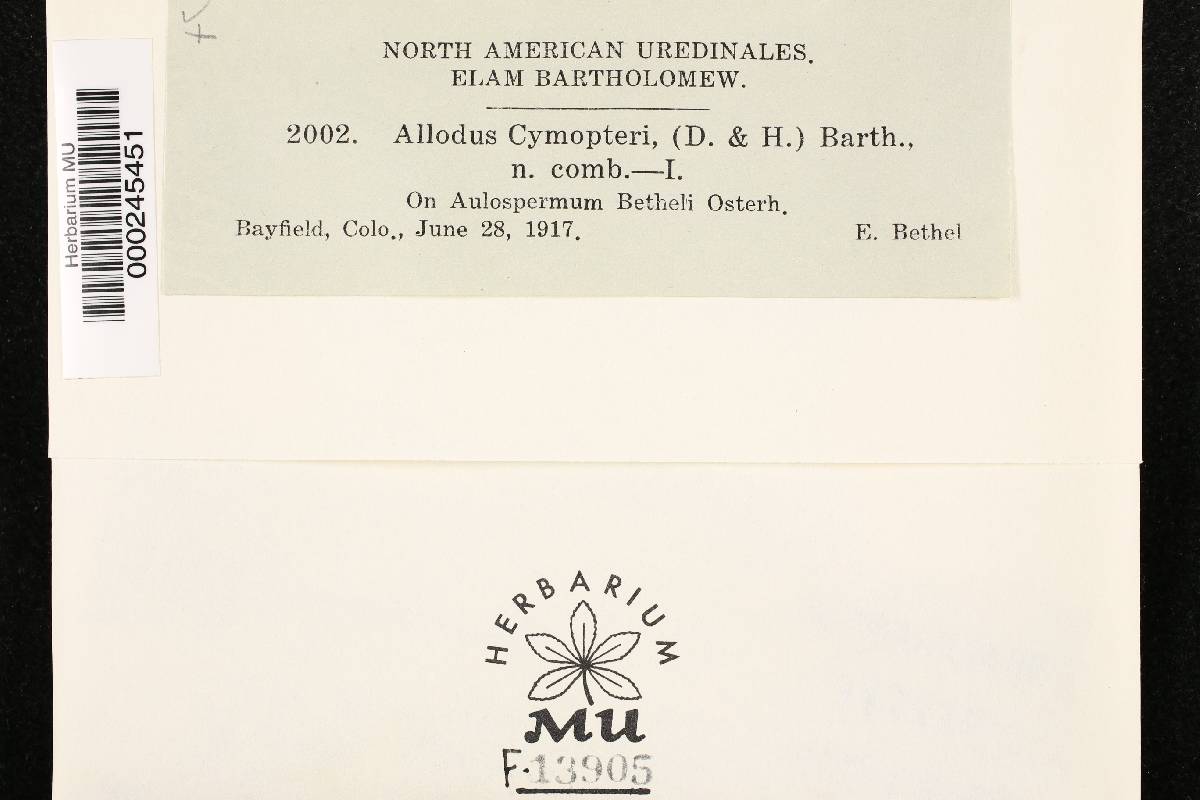 NORTH AMERICAN UREDINALES.
ELAM BARTHOLOMEW.
2002. Allodus Cymopteri, (D. & H.) Barth.,
n. comb.—I.
On Aulospermum Betheli Osterh.
Bayfield, Colo., June 28, 1917. E. Bethel
Herbarium MU
000245451
HERBARIUM
MU
F.13905